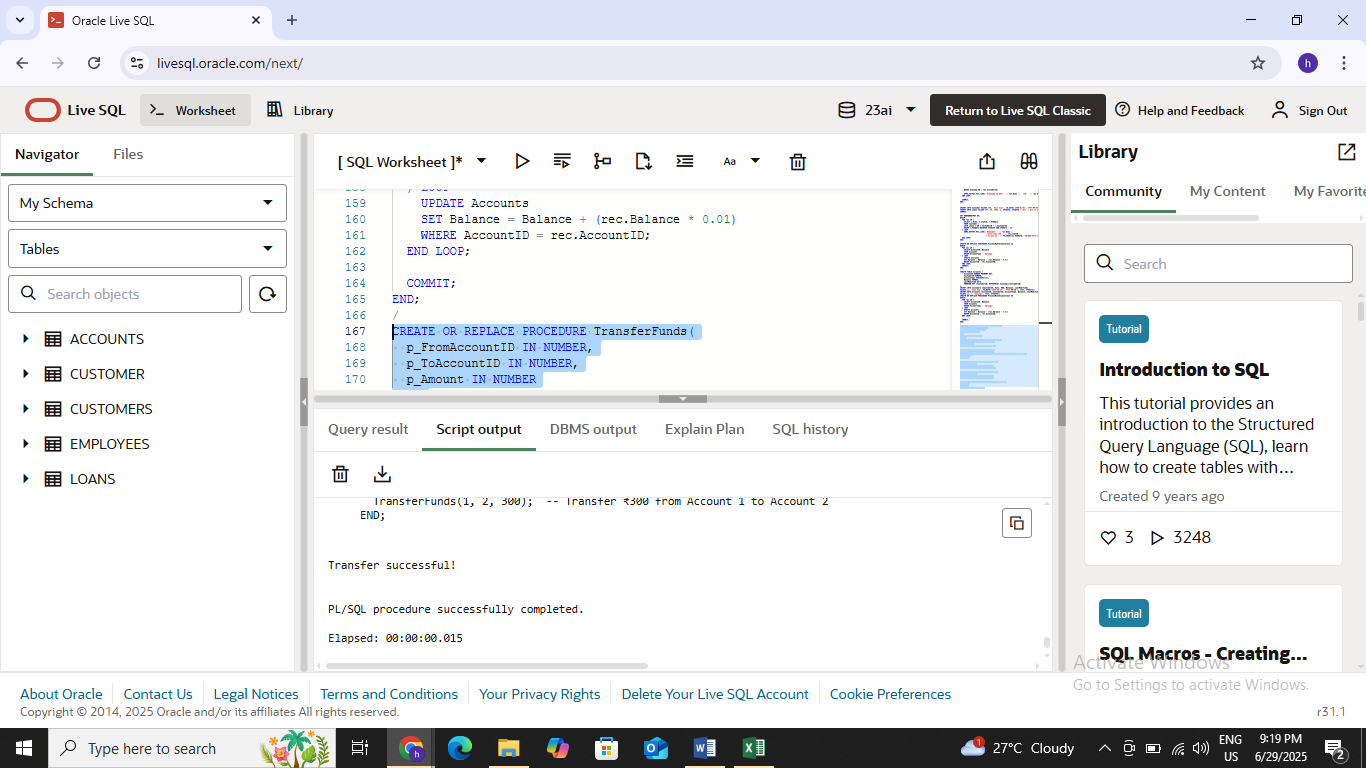 Oracle Live SQL
livesql.oracle.com/next/
h
Live SQL
Worksheet
Library
23ai
Return to Live SQL Classic
Help and Feedback
Sign Out
Navigator
Files
My Schema
Tables
Search objects
ACCOUNTS
CUSTOMER
CUSTOMERS
EMPLOYEES
LOANS
[ SQL Worksheet ]*
Aa
159 UPDATE Accounts
160 SET Balance = Balance + (rec.Balance * 0.01)
161 WHERE AccountID = rec.AccountID;
162 END LOOP;
163
164 COMMIT;
165 END;
166 /
167 CREATE OR REPLACE PROCEDURE TransferFunds(
168 p_FromAccountID IN NUMBER,
169 p_ToAccountID IN NUMBER,
170 p_Amount IN NUMBER
Query result
Script output
DBMS output
Explain Plan
SQL history
TransferFunds(1, 2, 300);  -- Transfer ₹300 from Account 1 to Account 2
END;
Transfer successful!
PL/SQL procedure successfully completed.
Elapsed: 00:00:00.015
Library
Community
My Content
My Favorite
Search
Tutorial
Introduction to SQL
This tutorial provides an
introduction to the Structured
Query Language (SQL), learn
how to create tables with...
Created 9 years ago
3
3248
Tutorial
SQL Macros - Creating...
Activate Windows
Go to Settings to activate Windows.
About Oracle
Contact Us
Legal Notices
Terms and Conditions
Your Privacy Rights
Delete Your Live SQL Account
Cookie Preferences
Copyright © 2014, 2025 Oracle and/or its affiliates All rights reserved.
r31.1
Type here to search
h
1
27°C Cloudy
ENG
US
9:19 PM
6/29/2025
2